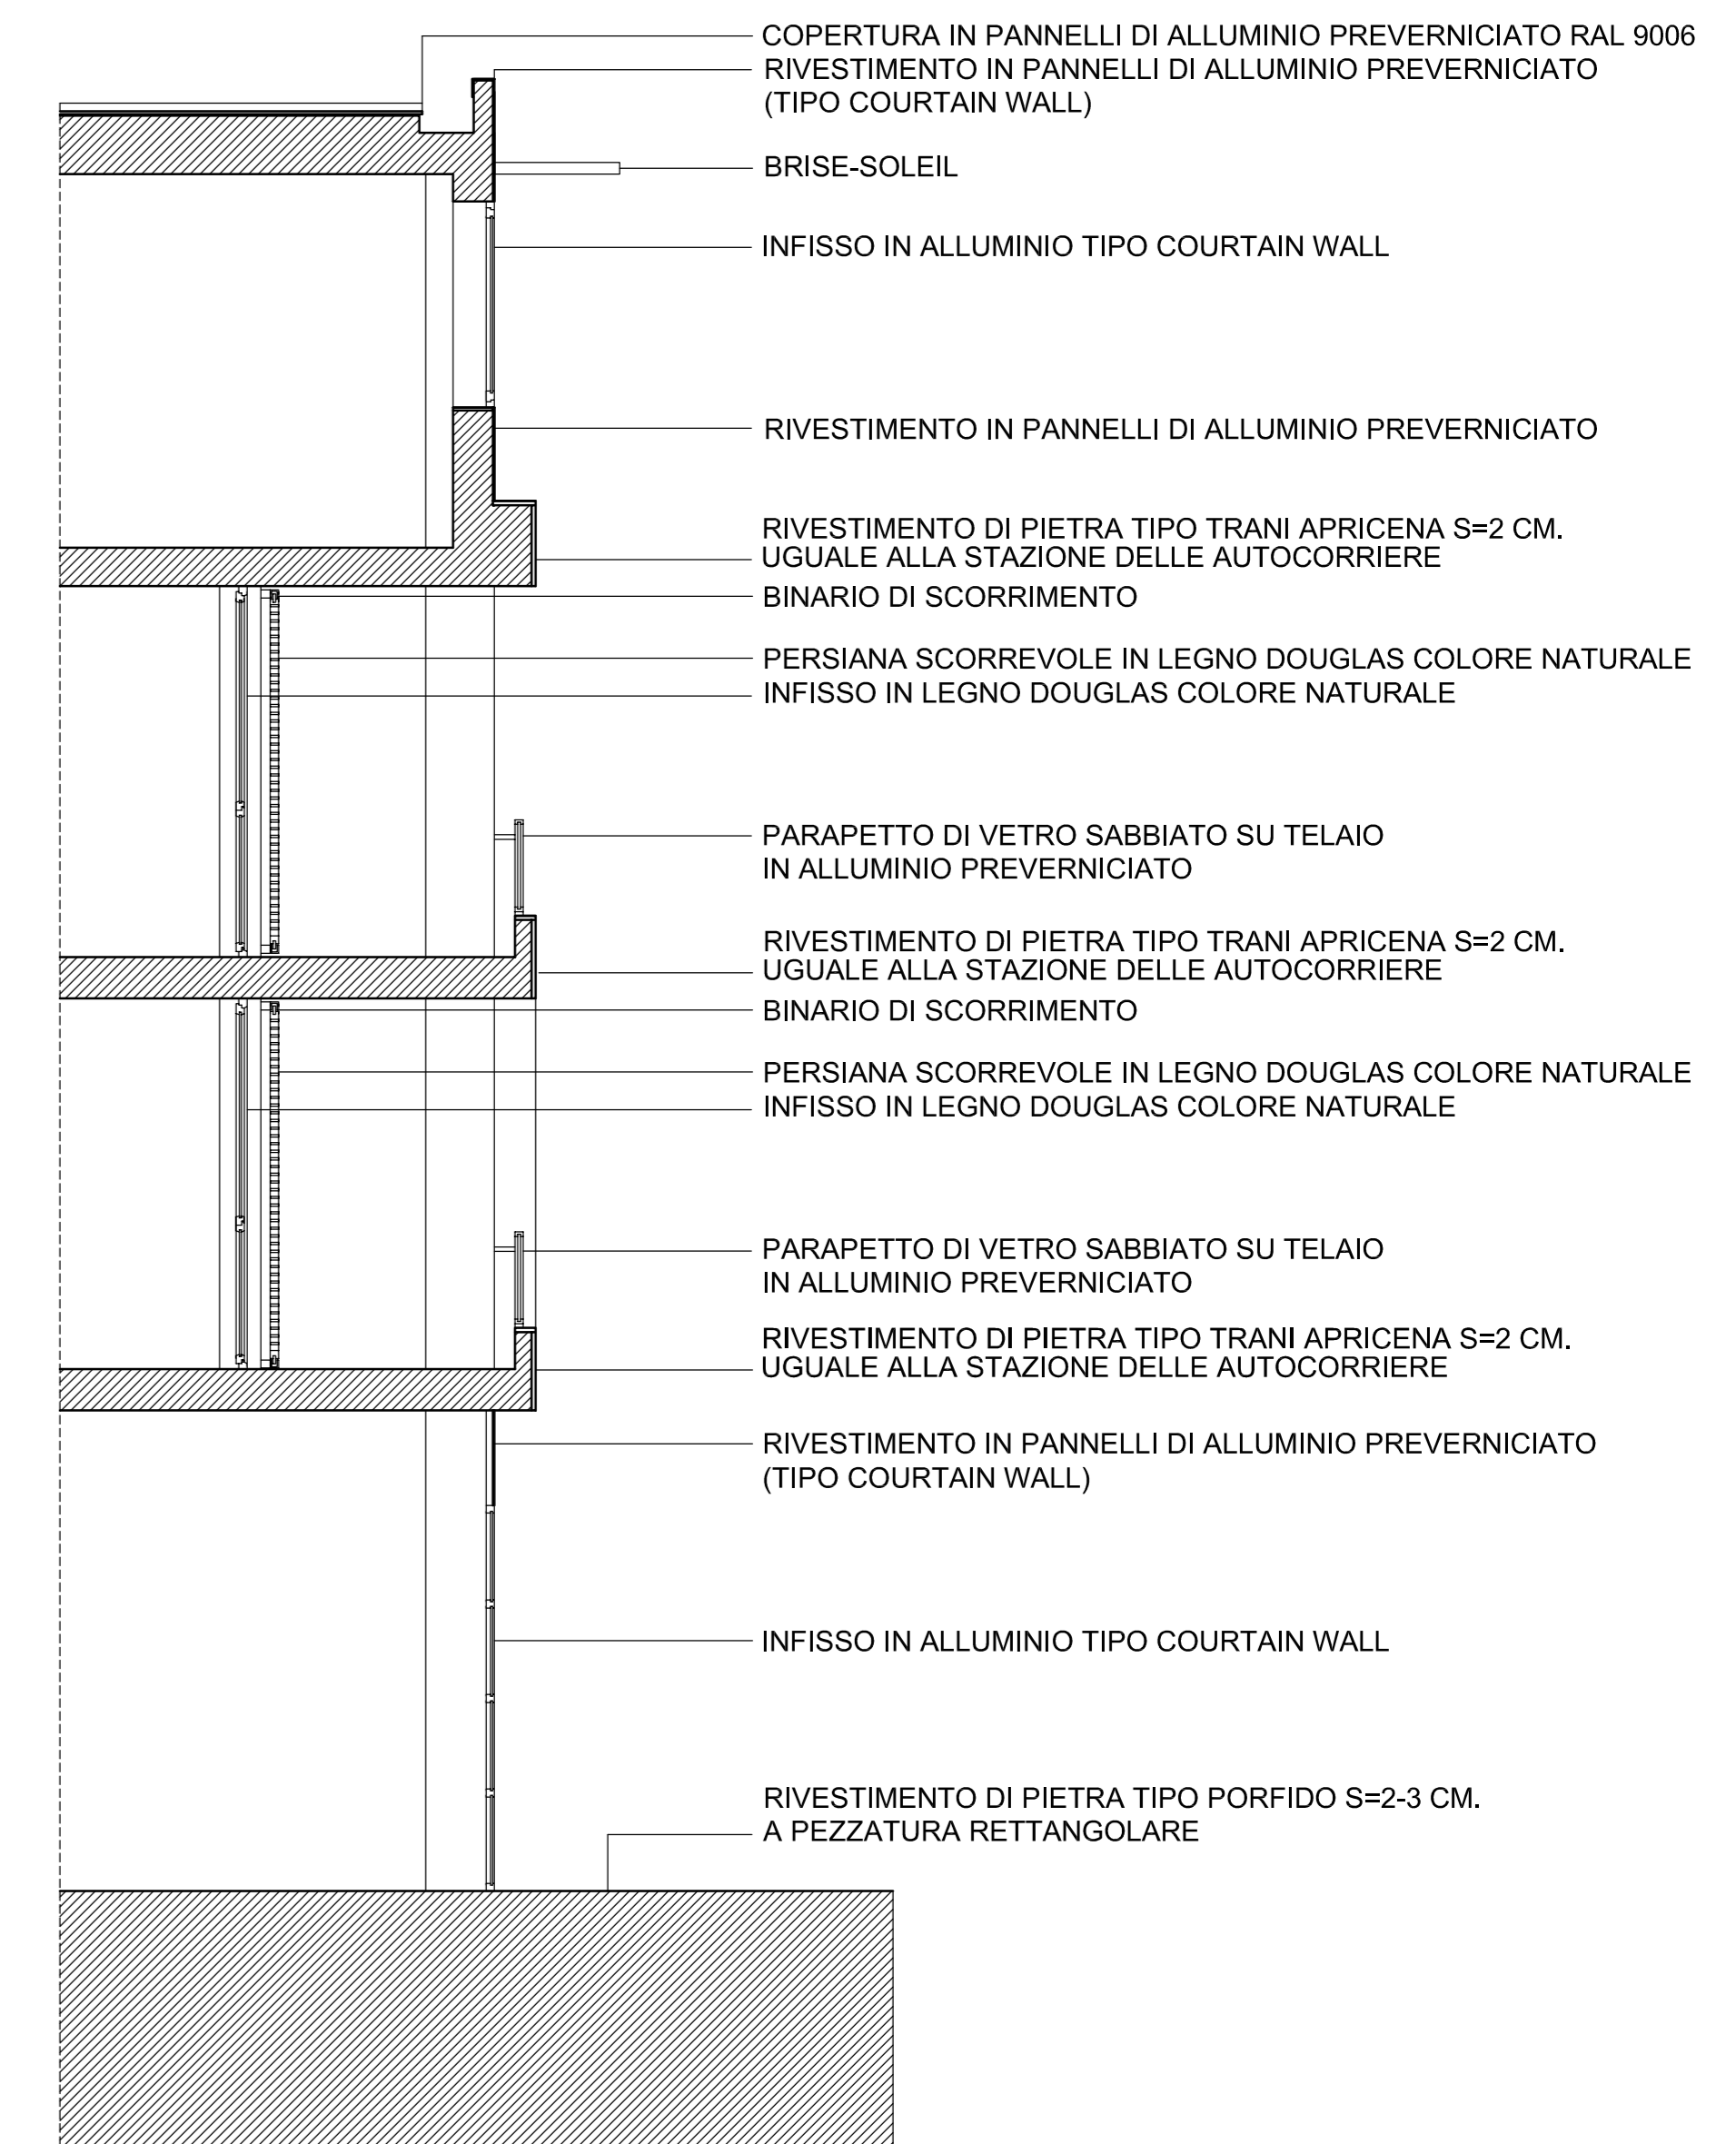 COPERTURA IN PANNELLI DI ALLUMINIO PREVERNICIATO RAL 9006
RIVESTIMENTO IN PANNELLI DI ALLUMINIO PREVERNICIATO
(TIPO COURTAIN WALL)
BRISE-SOLEIL
INFISSO IN ALLUMINIO TIPO COURTAIN WALL
RIVESTIMENTO IN PANNELLI DI ALLUMINIO PREVERNICIATO
RIVESTIMENTO DI PIETRA TIPO TRANI APRICENA S=2 CM.
UGUALE ALLA STAZIONE DELLE AUTOCORRIERE
BINARIO DI SCORRIMENTO
PERSIANA SCORREVOLE IN LEGNO DOUGLAS COLORE NATURALE
INFISSO IN LEGNO DOUGLAS COLORE NATURALE
PARAPETTO DI VETRO SABBIATO SU TELAIO
IN ALLUMINIO PREVERNICIATO
RIVESTIMENTO DI PIETRA TIPO TRANI APRICENA S=2 CM.
UGUALE ALLA STAZIONE DELLE AUTOCORRIERE
BINARIO DI SCORRIMENTO
PERSIANA SCORREVOLE IN LEGNO DOUGLAS COLORE NATURALE
INFISSO IN LEGNO DOUGLAS COLORE NATURALE
PARAPETTO DI VETRO SABBIATO SU TELAIO
IN ALLUMINIO PREVERNICIATO
RIVESTIMENTO DI PIETRA TIPO TRANI APRICENA S=2 CM.
UGUALE ALLA STAZIONE DELLE AUTOCORRIERE
RIVESTIMENTO IN PANNELLI DI ALLUMINIO PREVERNICIATO
(TIPO COURTAIN WALL)
INFISSO IN ALLUMINIO TIPO COURTAIN WALL
RIVESTIMENTO DI PIETRA TIPO PORFIDO S=2-3 CM.
A PEZZATURA RETTANGOLARE